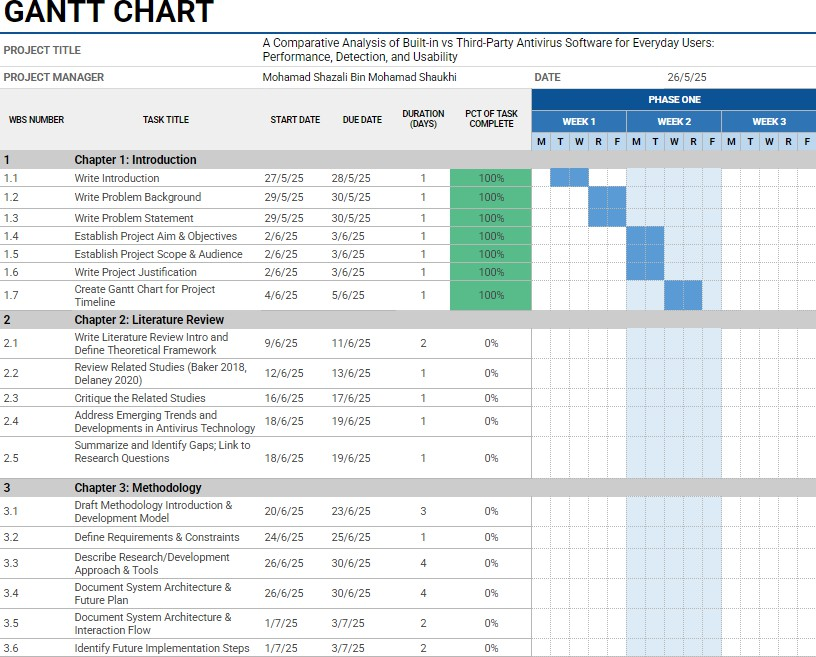 GANTT CHART
PROJECT TITLE
A Comparative Analysis of Built-in vs Third-Party Antivirus Software for Everyday Users:
Performance, Detection, and Usability
PROJECT MANAGER Mohamad Shazali Bin Mohamad Shaukhi DATE 26/5/25
WBS NUMBER TASK TITLE START DATE DUE DATE DURATION (DAYS) PCT OF TASK COMPLETE
PHASE ONE
WEEK 1 WEEK 2 WEEK 3
M T W R F M T W R F M T W R F
1 Chapter 1: Introduction
1.1 Write Introduction 27/5/25 28/5/25 1 100%
1.2 Write Problem Background 29/5/25 30/5/25 1 100%
1.3 Write Problem Statement 29/5/25 30/5/25 1 100%
1.4 Establish Project Aim & Objectives 2/6/25 3/6/25 1 100%
1.5 Establish Project Scope & Audience 2/6/25 3/6/25 1 100%
1.6 Write Project Justification 2/6/25 3/6/25 1 100%
1.7 Create Gantt Chart for Project
Timeline 4/6/25 5/6/25 1 100%
2 Chapter 2: Literature Review
2.1 Write Literature Review Intro and
Define Theoretical Framework 9/6/25 11/6/25 2 0%
2.2 Review Related Studies (Baker 2018,
Delaney 2020) 12/6/25 13/6/25 1 0%
2.3 Critique the Related Studies 16/6/25 17/6/25 1 0%
2.4 Address Emerging Trends and
Developments in Antivirus Technology 18/6/25 19/6/25 1 0%
2.5 Summarize and Identify Gaps; Link to
Research Questions 18/6/25 19/6/25 1 0%
3 Chapter 3: Methodology
3.1 Draft Methodology Introduction &
Development Model 20/6/25 23/6/25 3 0%
3.2 Define Requirements & Constraints 24/6/25 25/6/25 1 0%
3.3 Describe Research/Development
Approach & Tools 26/6/25 30/6/25 4 0%
3.4 Document System Architecture &
Future Plan 26/6/25 30/6/25 4 0%
3.5 Document System Architecture &
Interaction Flow 1/7/25 3/7/25 2 0%
3.6 Identify Future Implementation Steps 1/7/25 3/7/25 2 0%